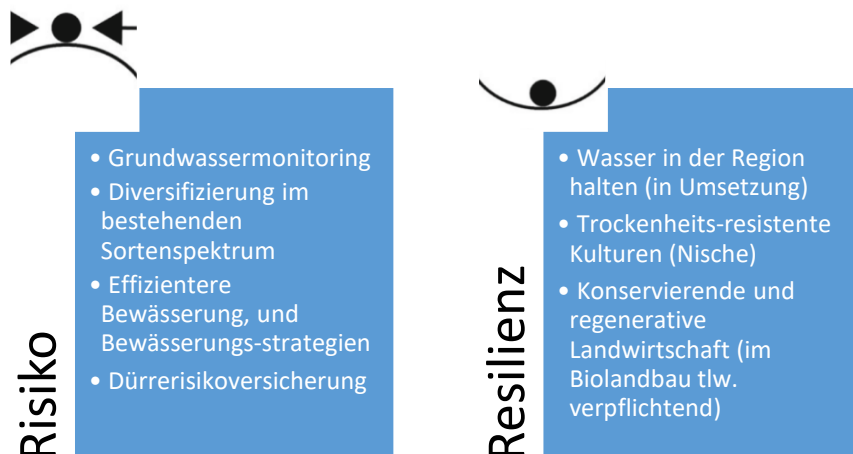 Risiko
• Grundwassermonitoring
• Diversifizierung im
bestehenden
Sortenspektrum
• Effizientere
Bewässerung, und
Bewässerungs-strategien
• Dürrerisikoversicherung
Resilienz
• Wasser in der Region
halten (in Umsetzung)
• Trockenheits-resistente
Kulturen (Nische)
• Konservierende und
regenerative
Landwirtschaft (im
Biolandbau tlw.
verpflichtend)